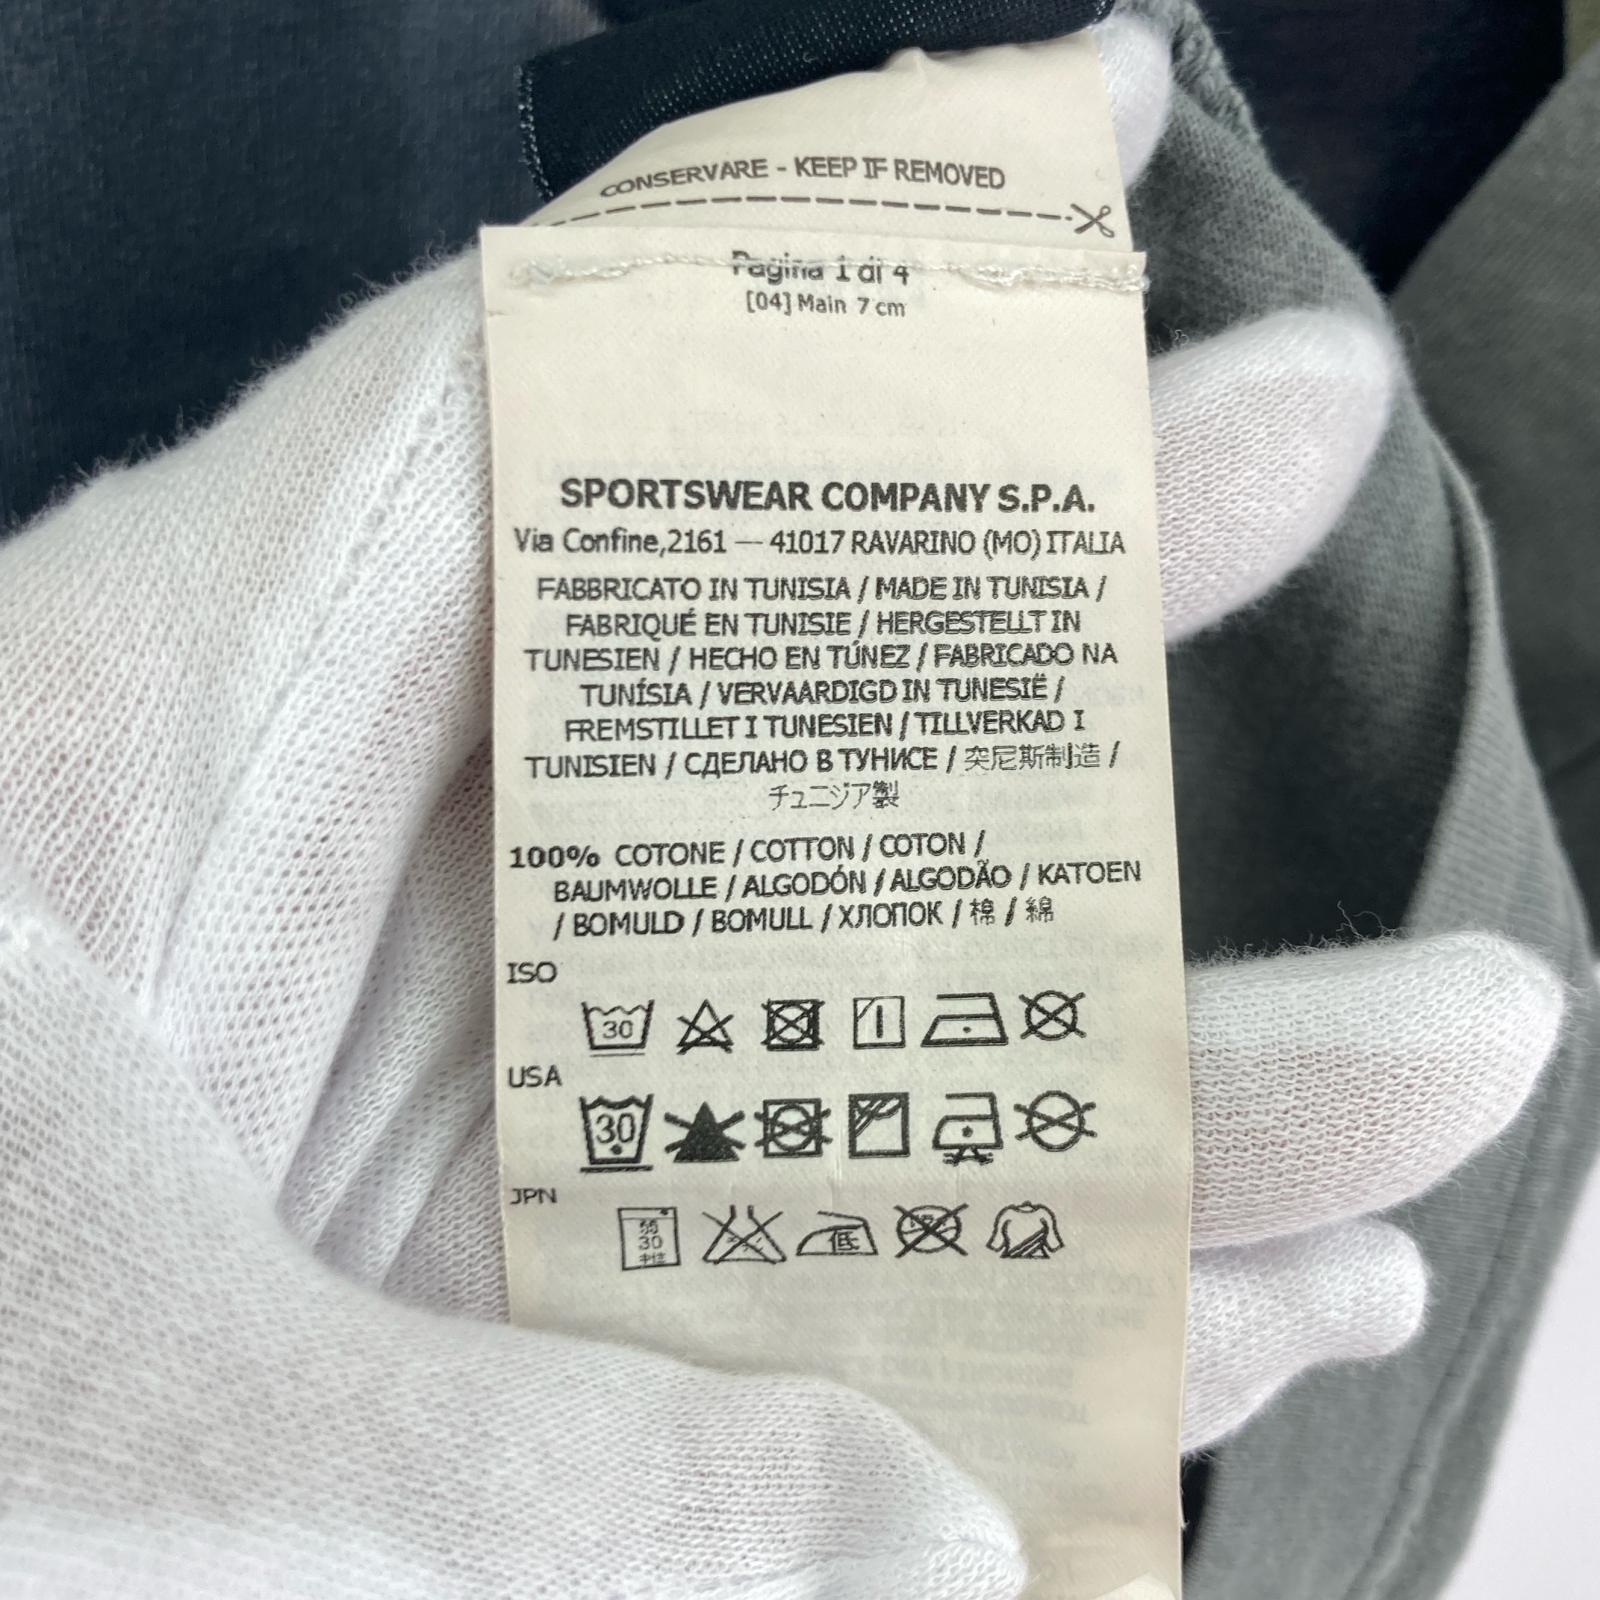 CONSERVARE - KEEP IF REMOVED
Pagina 1 di 4
[04] Main 7 cm
SPORTSWEAR COMPANY S.P.A.
Via Confine,2161 — 41017 RAVARINO (MO) ITALIA
FABBRICATO IN TUNISIA / MADE IN TUNISIA /
FABRIQUÉ EN TUNISIE / HERGESTELLT IN
TUNESIEN / HECHO EN TÚNEZ / FABRICADO NA
TUNÍSIA / VERVAARDIGD IN TUNESIË /
FREMSTILLET I TUNESIEN / TILLVERKAD I
TUNISIEN / СДЕЛАНО В ТУНИСЕ / 突尼斯制造 /
チュニジア製
100% COTONE / COTTON / COTON /
BAUMWOLLE / ALGODÓN / ALGODÃO / KATOEN
/ BOMULD / BOMULL / ХЛОПОК / 棉 / 綿
ISO
30
USA
30
JPN
弱
30
中性
低